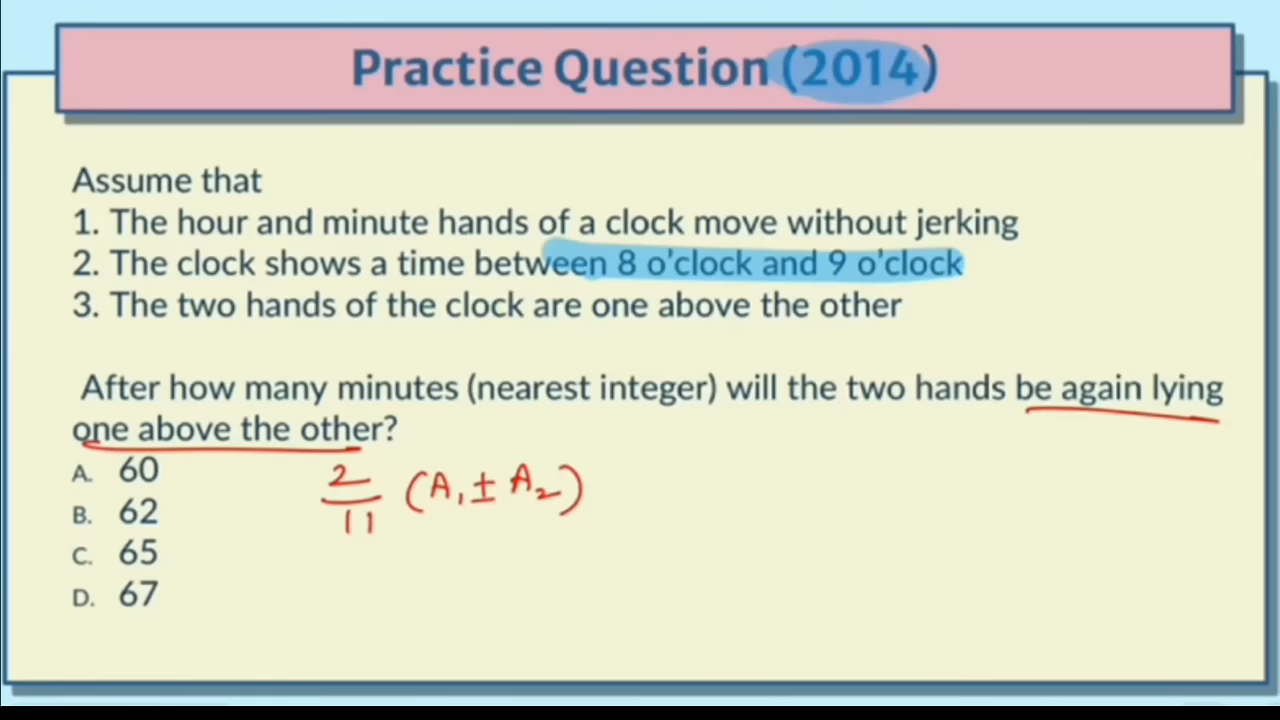 Practice Question (2014)
Assume that
1. The hour and minute hands of a clock move without jerking
2. The clock shows a time between 8 o'clock and 9 o'clock
3. The two hands of the clock are one above the other
After how many minutes (nearest integer) will the two hands be again lying
one above the other?
A. 60
B. 62
C. 65
D. 67
2/11 (A₁ ± A₂)